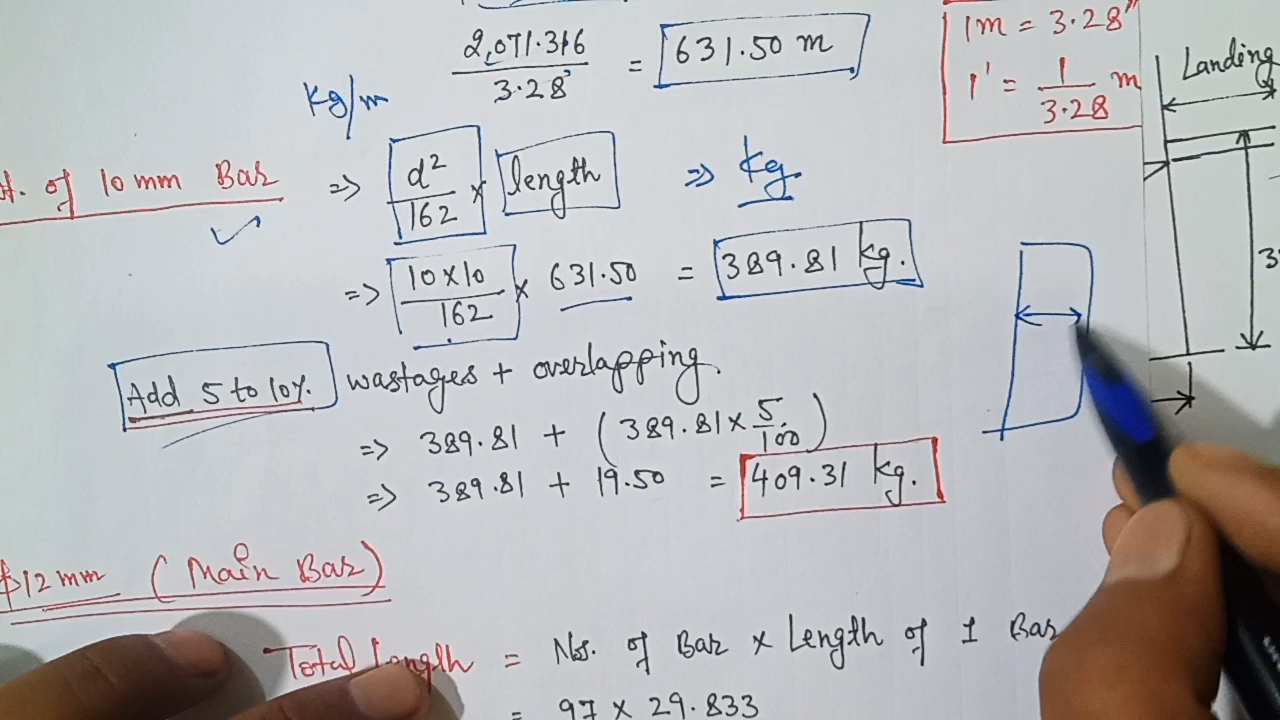 2,071.316
3.28' = 631.50 m
1m = 3.28"
1' = 1/3.28 m
Landing
Kg/m
of 10 mm Bar => d²/162 x length => kg.
=> 10x10/162 x 631.50 = 389.81 kg.
Add 5 to 10%. wastages + overlapping.
=> 389.81 + (389.81 x 5/100)
=> 389.81 + 19.50 = 409.31 kg.
12 mm (Main Bar)
Total length = Nos. of Bar x Length of 1 Bar
= 97 x 29.833